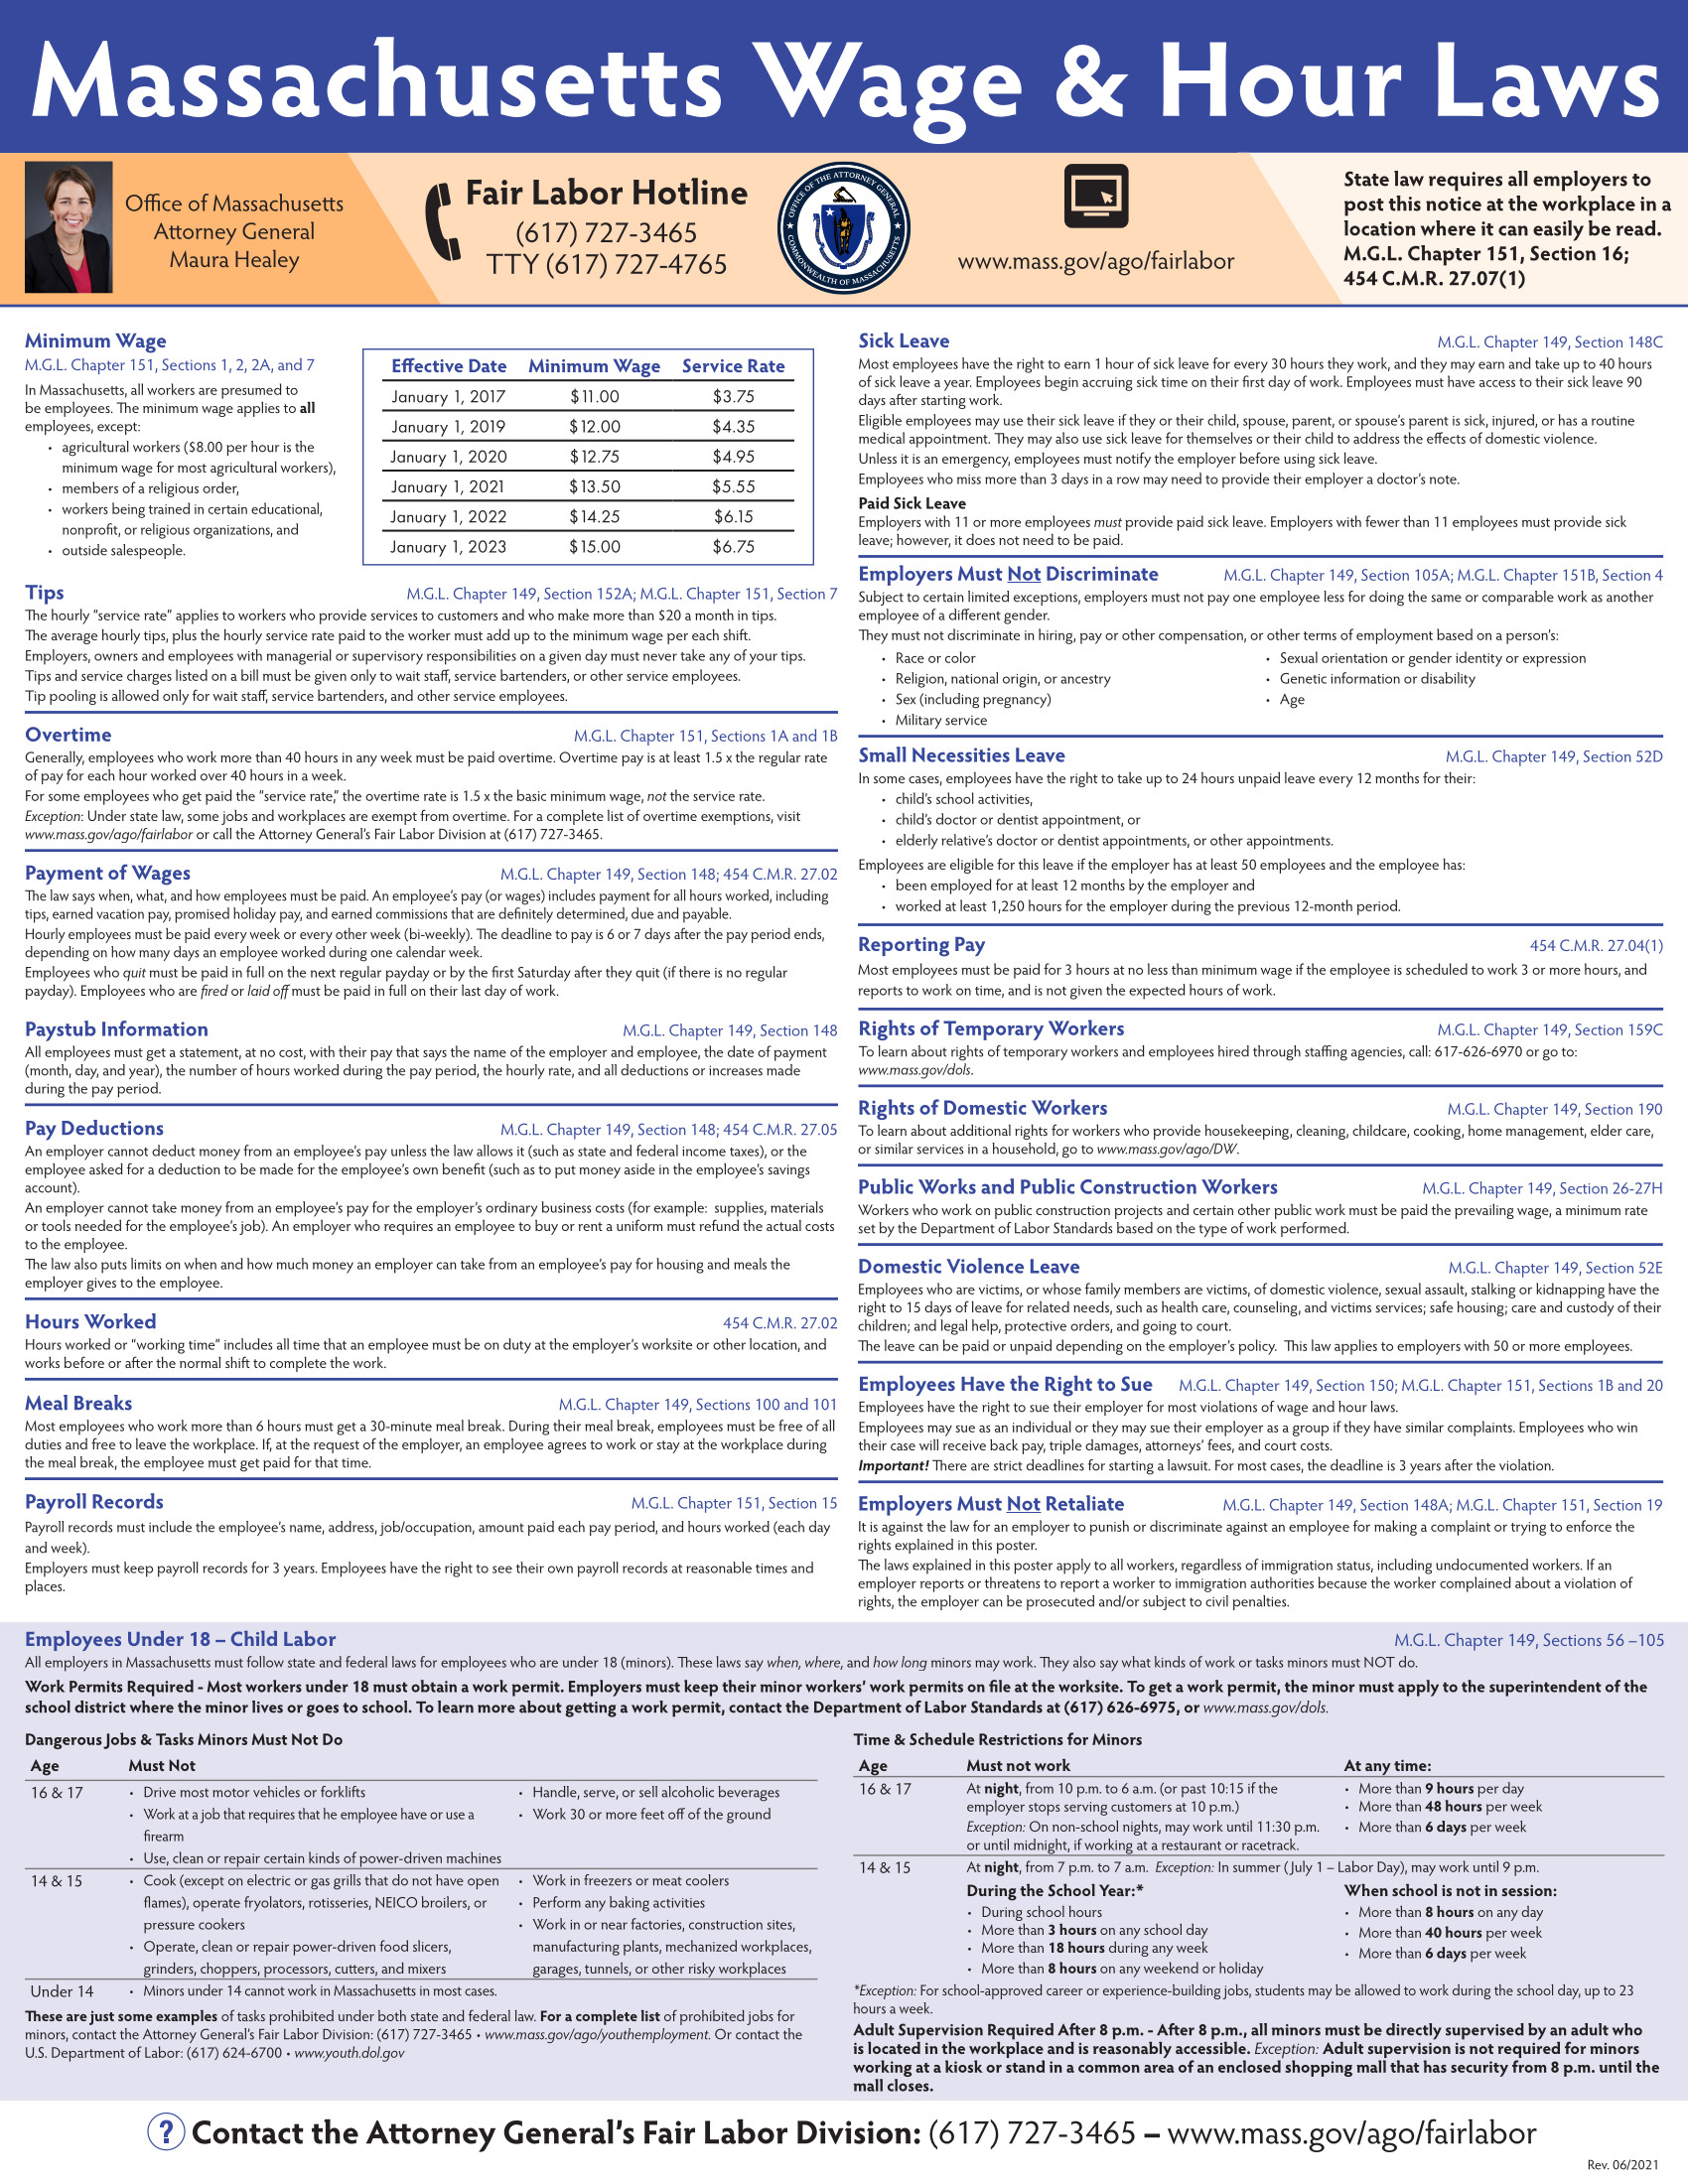 Massachusetts Wage & Hour Laws
Office of Massachusetts
Attorney General
Maura Healey
Fair Labor Hotline
(617) 727-3465
TTY (617) 727-4765
OFFICE OF THE ATTORNEY GENERAL
COMMONWEALTH OF MASSACHUSETTS
www.mass.gov/ago/fairlabor
State law requires all employers to
post this notice at the workplace in a
location where it can easily be read.
M.G.L. Chapter 151, Section 16;
454 C.M.R. 27.07(1)
Minimum Wage
M.G.L. Chapter 151, Sections 1, 2, 2A, and 7
In Massachusetts, all workers are presumed to
be employees. The minimum wage applies to all
employees, except:
• agricultural workers ($8.00 per hour is the
minimum wage for most agricultural workers),
• members of a religious order,
• workers being trained in certain educational,
nonprofit, or religious organizations, and
• outside salespeople.
Effective Date Minimum Wage Service Rate
January 1, 2017 $11.00 $3.75
January 1, 2019 $12.00 $4.35
January 1, 2020 $12.75 $4.95
January 1, 2021 $13.50 $5.55
January 1, 2022 $14.25 $6.15
January 1, 2023 $15.00 $6.75
Tips M.G.L. Chapter 149, Section 152A; M.G.L. Chapter 151, Section 7
The hourly “service rate” applies to workers who provide services to customers and who make more than $20 a month in tips.
The average hourly tips, plus the hourly service rate paid to the worker must add up to the minimum wage per each shift.
Employers, owners and employees with managerial or supervisory responsibilities on a given day must never take any of your tips.
Tips and service charges listed on a bill must be given only to wait staff, service bartenders, or other service employees.
Tip pooling is allowed only for wait staff, service bartenders, and other service employees.
Overtime M.G.L. Chapter 151, Sections 1A and 1B
Generally, employees who work more than 40 hours in any week must be paid overtime. Overtime pay is at least 1.5 x the regular rate
of pay for each hour worked over 40 hours in a week.
For some employees who get paid the “service rate,” the overtime rate is 1.5 x the basic minimum wage, not the service rate.
Exception: Under state law, some jobs and workplaces are exempt from overtime. For a complete list of overtime exemptions, visit
www.mass.gov/ago/fairlabor or call the Attorney General’s Fair Labor Division at (617) 727-3465.
Payment of Wages M.G.L. Chapter 149, Section 148; 454 C.M.R. 27.02
The law says when, what, and how employees must be paid. An employee’s pay (or wages) includes payment for all hours worked, including
tips, earned vacation pay, promised holiday pay, and earned commissions that are definitely determined, due and payable.
Hourly employees must be paid every week or every other week (bi-weekly). The deadline to pay is 6 or 7 days after the pay period ends,
depending on how many days an employee worked during one calendar week.
Employees who quit must be paid in full on the next regular payday or by the first Saturday after they quit (if there is no regular
payday). Employees who are fired or laid off must be paid in full on their last day of work.
Paystub Information M.G.L. Chapter 149, Section 148
All employees must get a statement, at no cost, with their pay that says the name of the employer and employee, the date of payment
(month, day, and year), the number of hours worked during the pay period, the hourly rate, and all deductions or increases made
during the pay period.
Pay Deductions M.G.L. Chapter 149, Section 148; 454 C.M.R. 27.05
An employer cannot deduct money from an employee’s pay unless the law allows it (such as state and federal income taxes), or the
employee asked for a deduction to be made for the employee’s own benefit (such as to put money aside in the employee’s savings
account).
An employer cannot take money from an employee’s pay for the employer’s ordinary business costs (for example: supplies, materials
or tools needed for the employee’s job). An employer who requires an employee to buy or rent a uniform must refund the actual costs
to the employee.
The law also puts limits on when and how much money an employer can take from an employee’s pay for housing and meals the
employer gives to the employee.
Hours Worked 454 C.M.R. 27.02
Hours worked or “working time” includes all time that an employee must be on duty at the employer’s worksite or other location, and
works before or after the normal shift to complete the work.
Meal Breaks M.G.L. Chapter 149, Sections 100 and 101
Most employees who work more than 6 hours must get a 30-minute meal break. During their meal break, employees must be free of all
duties and free to leave the workplace. If, at the request of the employer, an employee agrees to work or stay at the workplace during
the meal break, the employee must get paid for that time.
Payroll Records M.G.L. Chapter 151, Section 15
Payroll records must include the employee’s name, address, job/occupation, amount paid each pay period, and hours worked (each day
and week).
Employers must keep payroll records for 3 years. Employees have the right to see their own payroll records at reasonable times and
places.
Sick Leave M.G.L. Chapter 149, Section 148C
Most employees have the right to earn 1 hour of sick leave for every 30 hours they work, and they may earn and take up to 40 hours
of sick leave a year. Employees begin accruing sick time on their first day of work. Employees must have access to their sick leave 90
days after starting work.
Eligible employees may use their sick leave if they or their child, spouse, parent, or spouse’s parent is sick, injured, or has a routine
medical appointment. They may also use sick leave for themselves or their child to address the effects of domestic violence.
Unless it is an emergency, employees must notify the employer before using sick leave.
Employees who miss more than 3 days in a row may need to provide their employer a doctor’s note.
Paid Sick Leave
Employers with 11 or more employees must provide paid sick leave. Employers with fewer than 11 employees must provide sick
leave; however, it does not need to be paid.
Employers Must Not Discriminate M.G.L. Chapter 149, Section 105A; M.G.L. Chapter 151B, Section 4
Subject to certain limited exceptions, employers must not pay one employee less for doing the same or comparable work as another
employee of a different gender.
They must not discriminate in hiring, pay or other compensation, or other terms of employment based on a person’s:
• Race or color
• Religion, national origin, or ancestry
• Sex (including pregnancy)
• Military service
• Sexual orientation or gender identity or expression
• Genetic information or disability
• Age
Small Necessities Leave M.G.L. Chapter 149, Section 52D
In some cases, employees have the right to take up to 24 hours unpaid leave every 12 months for their:
• child’s school activities,
• child’s doctor or dentist appointment, or
• elderly relative’s doctor or dentist appointments, or other appointments.
Employees are eligible for this leave if the employer has at least 50 employees and the employee has:
• been employed for at least 12 months by the employer and
• worked at least 1,250 hours for the employer during the previous 12-month period.
Reporting Pay 454 C.M.R. 27.04(1)
Most employees must be paid for 3 hours at no less than minimum wage if the employee is scheduled to work 3 or more hours, and
reports to work on time, and is not given the expected hours of work.
Rights of Temporary Workers M.G.L. Chapter 149, Section 159C
To learn about rights of temporary workers and employees hired through staffing agencies, call: 617-626-6970 or go to:
www.mass.gov/dols.
Rights of Domestic Workers M.G.L. Chapter 149, Section 190
To learn about additional rights for workers who provide housekeeping, cleaning, childcare, cooking, home management, elder care,
or similar services in a household, go to www.mass.gov/ago/DW.
Public Works and Public Construction Workers M.G.L. Chapter 149, Section 26-27H
Workers who work on public construction projects and certain other public work must be paid the prevailing wage, a minimum rate
set by the Department of Labor Standards based on the type of work performed.
Domestic Violence Leave M.G.L. Chapter 149, Section 52E
Employees who are victims, or whose family members are victims, of domestic violence, sexual assault, stalking or kidnapping have the
right to 15 days of leave for related needs, such as health care, counseling, and victims services; safe housing; care and custody of their
children; and legal help, protective orders, and going to court.
The leave can be paid or unpaid depending on the employer’s policy. This law applies to employers with 50 or more employees.
Employees Have the Right to Sue M.G.L. Chapter 149, Section 150; M.G.L. Chapter 151, Sections 1B and 20
Employees have the right to sue their employer for most violations of wage and hour laws.
Employees may sue as an individual or they may sue their employer as a group if they have similar complaints. Employees who win
their case will receive back pay, triple damages, attorneys’ fees, and court costs.
Important! There are strict deadlines for starting a lawsuit. For most cases, the deadline is 3 years after the violation.
Employers Must Not Retaliate M.G.L. Chapter 149, Section 148A; M.G.L. Chapter 151, Section 19
It is against the law for an employer to punish or discriminate against an employee for making a complaint or trying to enforce the
rights explained in this poster.
The laws explained in this poster apply to all workers, regardless of immigration status, including undocumented workers. If an
employer reports or threatens to report a worker to immigration authorities because the worker complained about a violation of
rights, the employer can be prosecuted and/or subject to civil penalties.
Employees Under 18 – Child Labor M.G.L. Chapter 149, Sections 56 –105
All employers in Massachusetts must follow state and federal laws for employees who are under 18 (minors). These laws say when, where, and how long minors may work. They also say what kinds of work or tasks minors must NOT do.
Work Permits Required - Most workers under 18 must obtain a work permit. Employers must keep their minor workers’ work permits on file at the worksite. To get a work permit, the minor must apply to the superintendent of the
school district where the minor lives or goes to school. To learn more about getting a work permit, contact the Department of Labor Standards at (617) 626-6975, or www.mass.gov/dols.
Dangerous Jobs & Tasks Minors Must Not Do
Age Must Not
16 & 17
• Drive most motor vehicles or forklifts
• Work at a job that requires that he employee have or use a
firearm
• Use, clean or repair certain kinds of power-driven machines
• Handle, serve, or sell alcoholic beverages
• Work 30 or more feet off of the ground
14 & 15
• Cook (except on electric or gas grills that do not have open
flames), operate fryolators, rotisseries, NEICO broilers, or
pressure cookers
• Operate, clean or repair power-driven food slicers,
grinders, choppers, processors, cutters, and mixers
• Work in freezers or meat coolers
• Perform any baking activities
• Work in or near factories, construction sites,
manufacturing plants, mechanized workplaces,
garages, tunnels, or other risky workplaces
Under 14 • Minors under 14 cannot work in Massachusetts in most cases.
These are just some examples of tasks prohibited under both state and federal law. For a complete list of prohibited jobs for
minors, contact the Attorney General’s Fair Labor Division: (617) 727-3465 • www.mass.gov/ago/youthemployment. Or contact the
U.S. Department of Labor: (617) 624-6700 • www.youth.dol.gov
Time & Schedule Restrictions for Minors
Age Must not work At any time:
16 & 17
At night, from 10 p.m. to 6 a.m. (or past 10:15 if the
employer stops serving customers at 10 p.m.)
Exception: On non-school nights, may work until 11:30 p.m.
or until midnight, if working at a restaurant or racetrack.
• More than 9 hours per day
• More than 48 hours per week
• More than 6 days per week
14 & 15 At night, from 7 p.m. to 7 a.m. Exception: In summer (July 1 – Labor Day), may work until 9 p.m.
During the School Year:*
• During school hours
• More than 3 hours on any school day
• More than 18 hours during any week
• More than 8 hours on any weekend or holiday
When school is not in session:
• More than 8 hours on any day
• More than 40 hours per week
• More than 6 days per week
*Exception: For school-approved career or experience-building jobs, students may be allowed to work during the school day, up to 23
hours a week.
Adult Supervision Required After 8 p.m. - After 8 p.m., all minors must be directly supervised by an adult who
is located in the workplace and is reasonably accessible. Exception: Adult supervision is not required for minors
working at a kiosk or stand in a common area of an enclosed shopping mall that has security from 8 p.m. until the
mall closes.
? Contact the Attorney General’s Fair Labor Division: (617) 727-3465 – www.mass.gov/ago/fairlabor
Rev. 06/2021